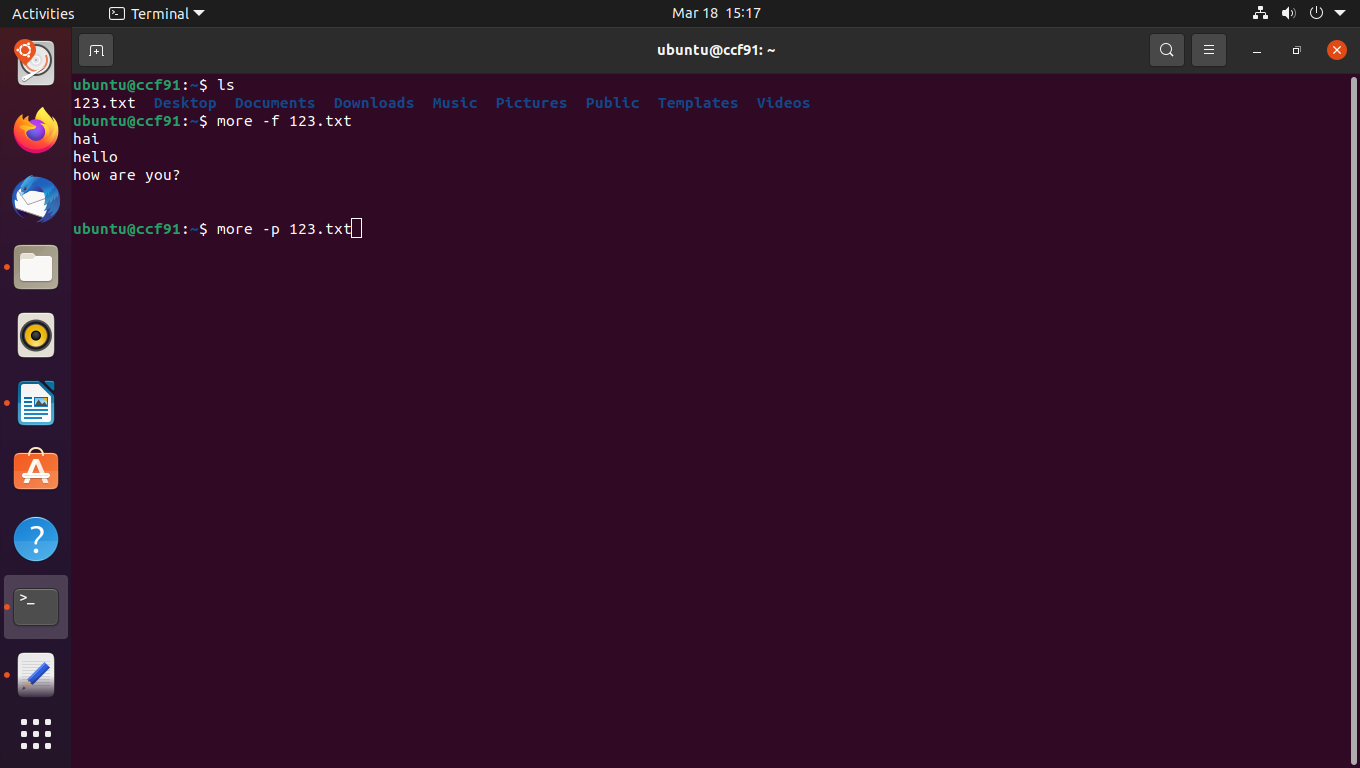 Activities Terminal Mar 18 15:17
ubuntu@ccf91: ~
ubuntu@ccf91:~$ ls
123.txt Desktop Documents Downloads Music Pictures Public Templates Videos
ubuntu@ccf91:~$ more -f 123.txt
hai
hello
how are you?
ubuntu@ccf91:~$ more -p 123.txt